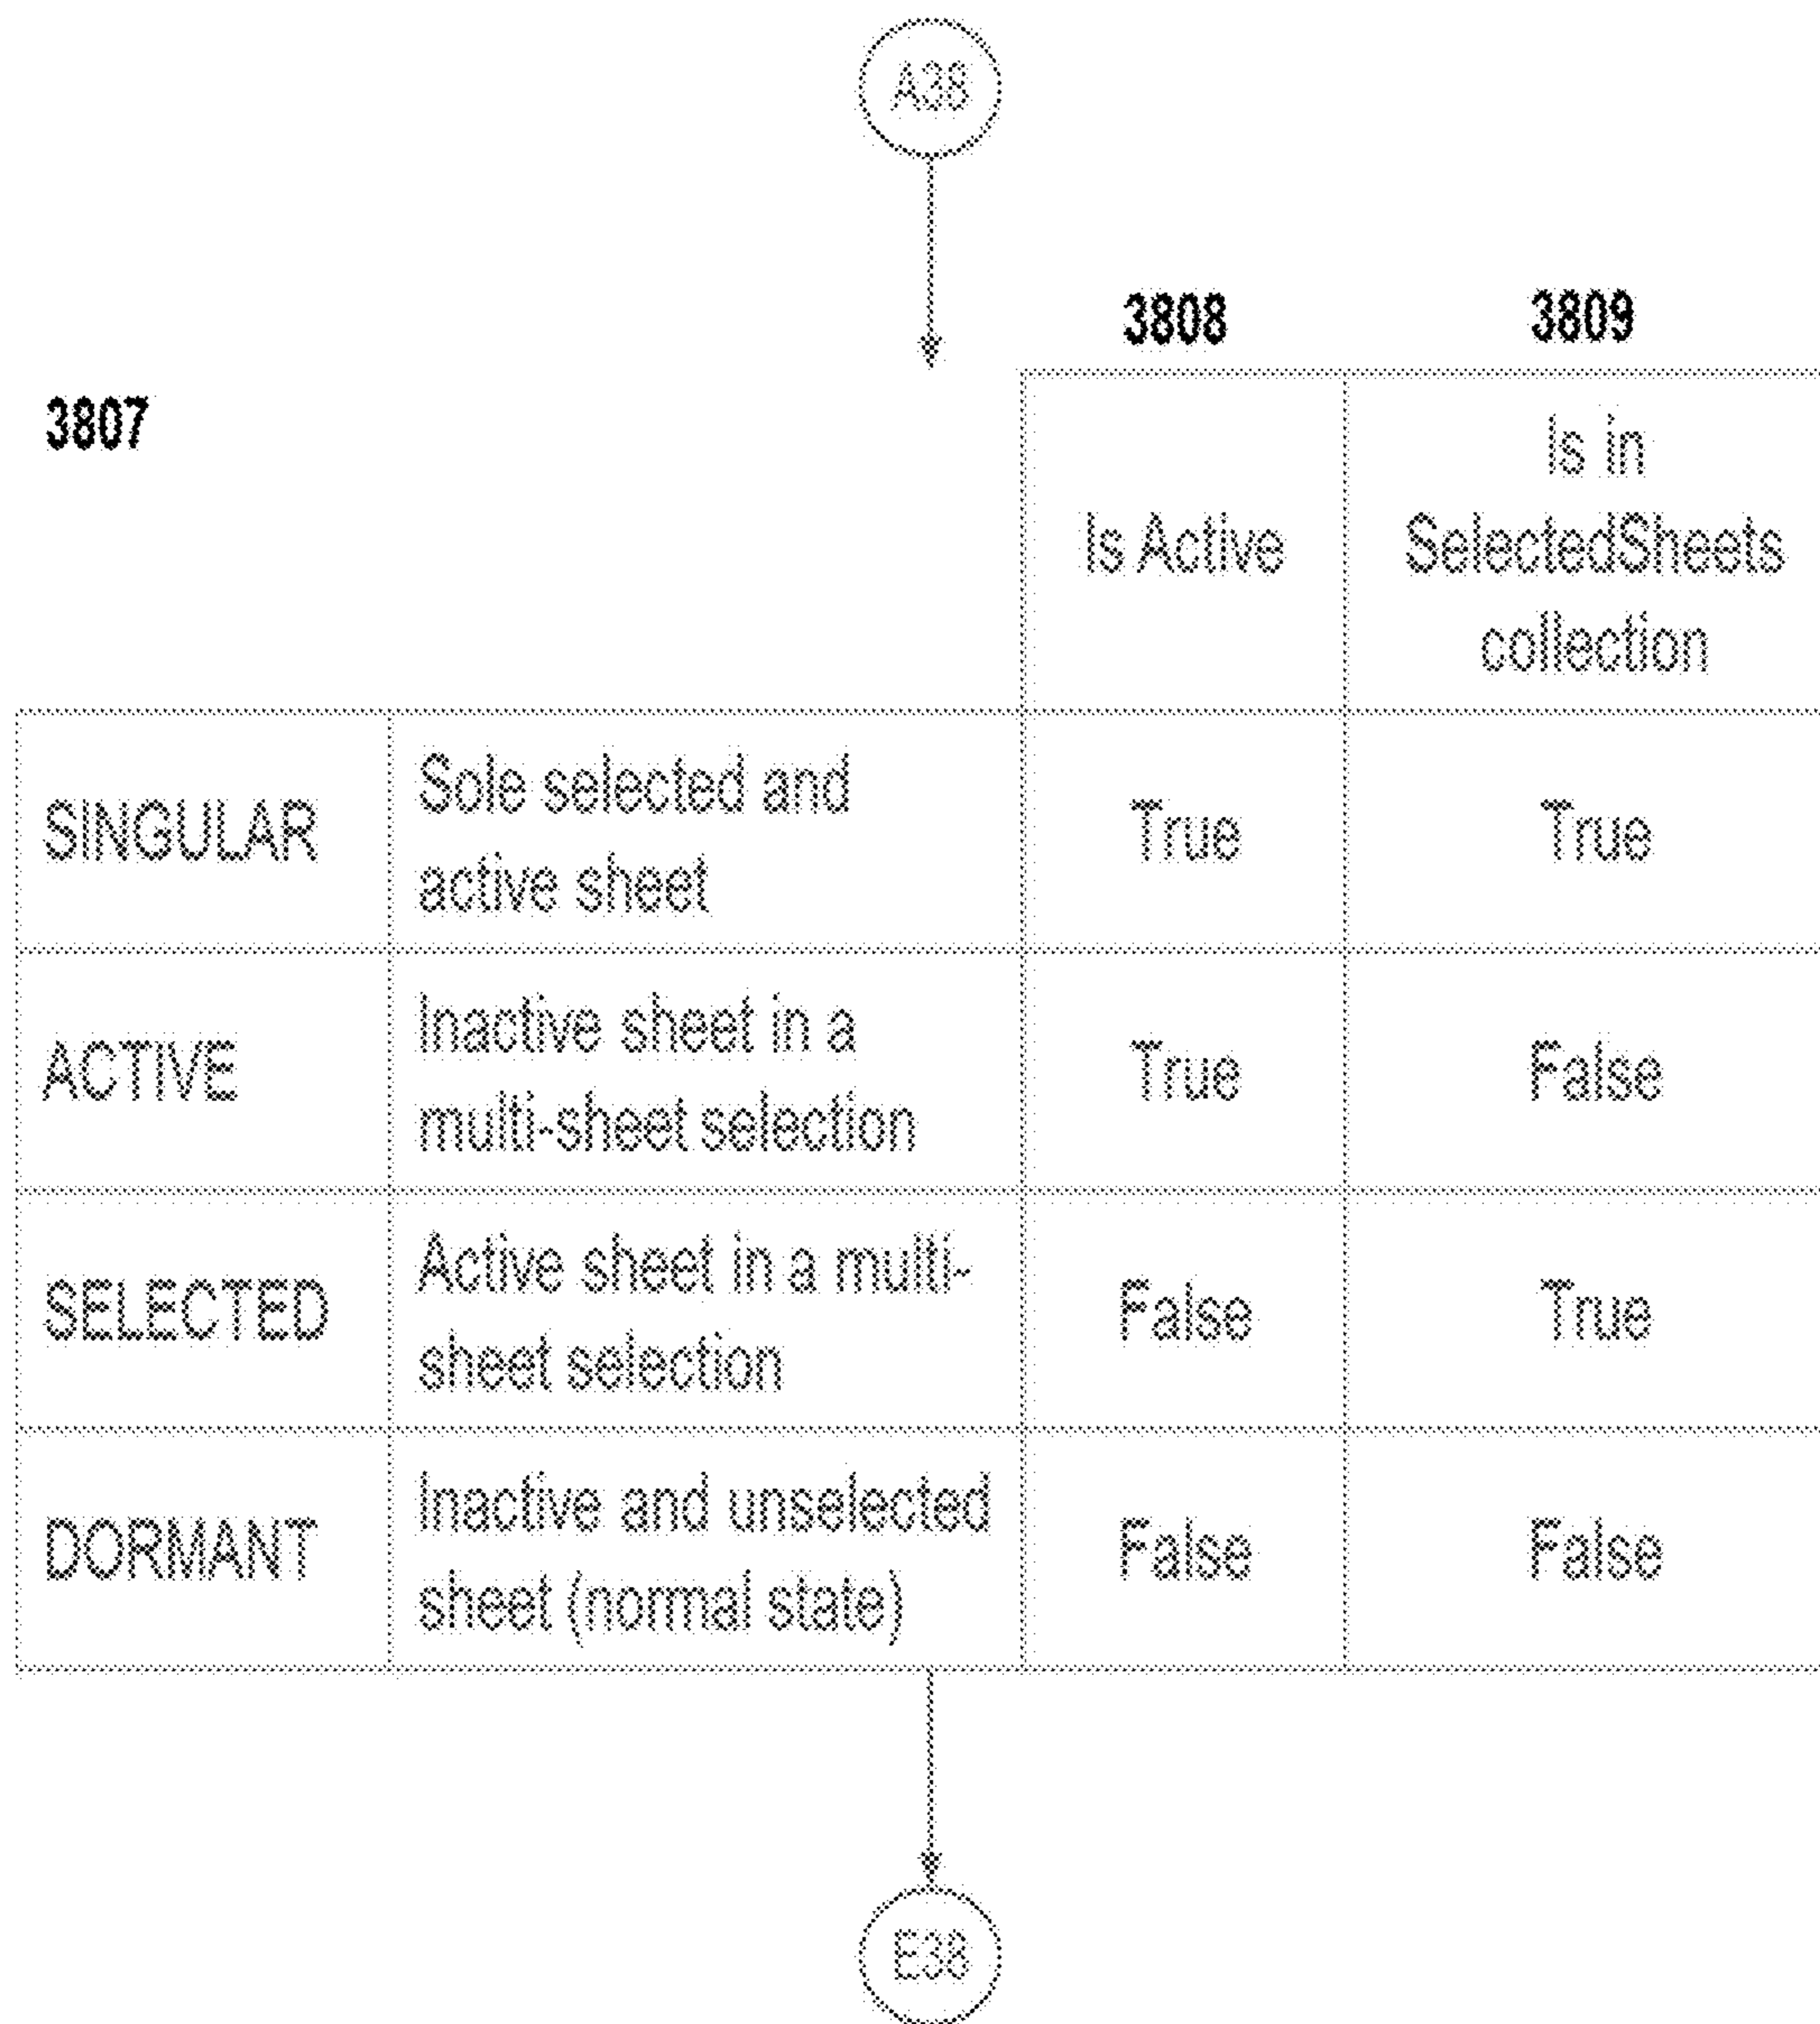 A38
3808
3809
3807
Is Active
Is in
SelectedSheets
collection
SINGULAR
Sole selected and
active sheet
True
True
ACTIVE
Inactive sheet in a
multi-sheet selection
True
False
SELECTED
Active sheet in a multi-
sheet selection
False
True
DORMANT
Inactive and unselected
sheet (normal state)
False
False
E38